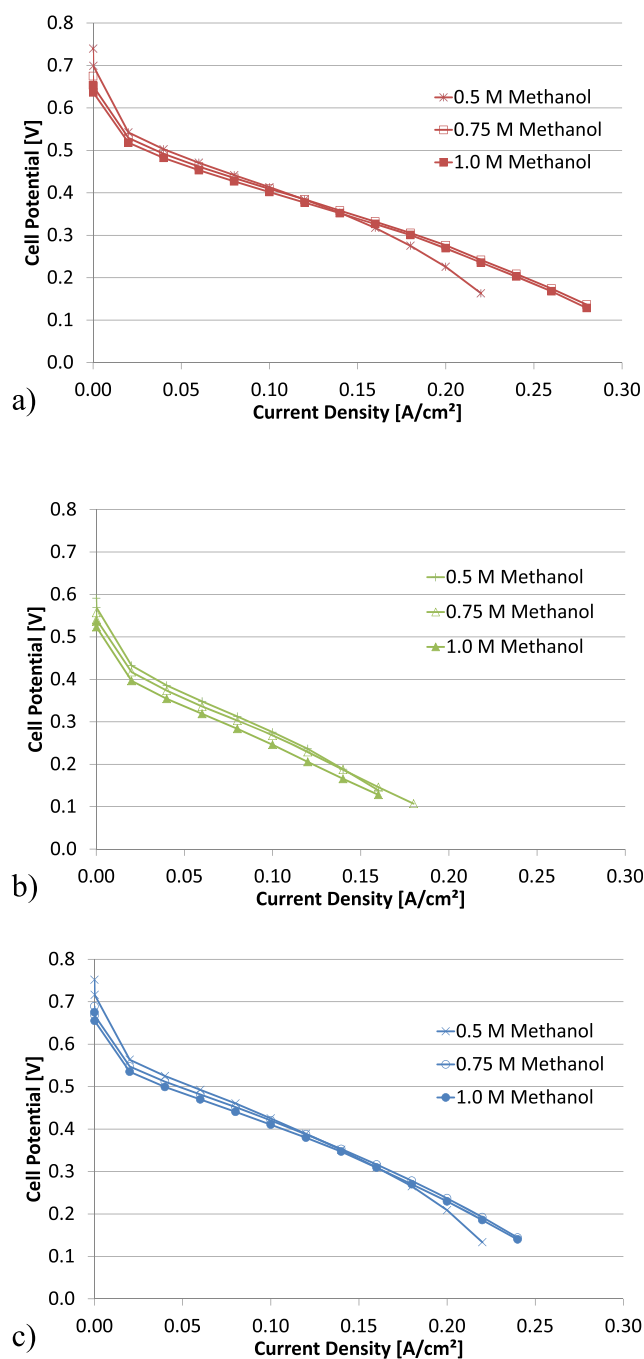 0.8
0.7
0.6
0.5
0.4
0.3
0.2
0.1
0.0
Cell Potential [V]
0.5 M Methanol
0.75 M Methanol
1.0 M Methanol
0.00 0.05 0.10 0.15 0.20 0.25 0.30
Current Density [A/cm²]
a)
0.8
0.7
0.6
0.5
0.4
0.3
0.2
0.1
0.0
Cell Potential [V]
0.5 M Methanol
0.75 M Methanol
1.0 M Methanol
0.00 0.05 0.10 0.15 0.20 0.25 0.30
Current Density [A/cm²]
b)
0.8
0.7
0.6
0.5
0.4
0.3
0.2
0.1
0.0
Cell Potential [V]
0.5 M Methanol
0.75 M Methanol
1.0 M Methanol
0.00 0.05 0.10 0.15 0.20 0.25 0.30
Current Density [A/cm²]
c)